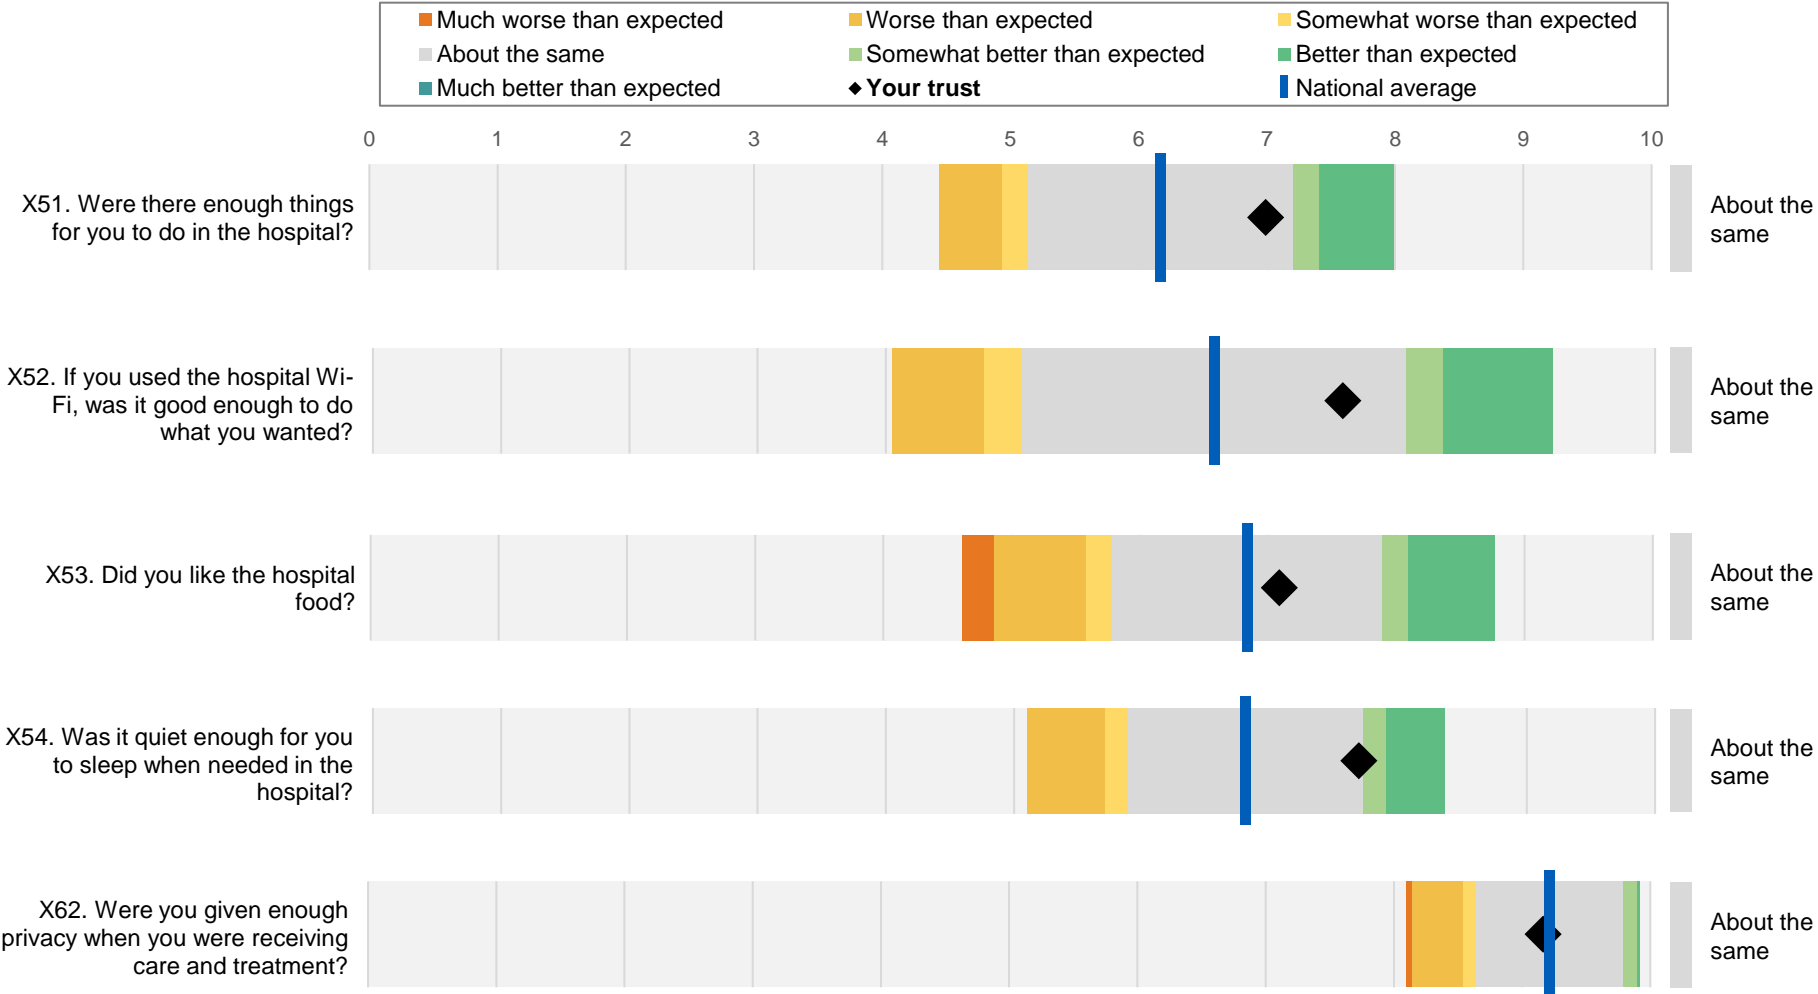 Much worse than expected
Worse than expected
Somewhat worse than expected
About the same
Somewhat better than expected
Better than expected
Much better than expected
Your trust
National average
0 1 2 3 4 5 6 7 8 9 10
X51. Were there enough things
for you to do in the hospital?
About the
same
X52. If you used the hospital Wi-
Fi, was it good enough to do
what you wanted?
About the
same
X53. Did you like the hospital
food?
About the
same
X54. Was it quiet enough for you
to sleep when needed in the
hospital?
About the
same
X62. Were you given enough
privacy when you were receiving
care and treatment?
About the
same